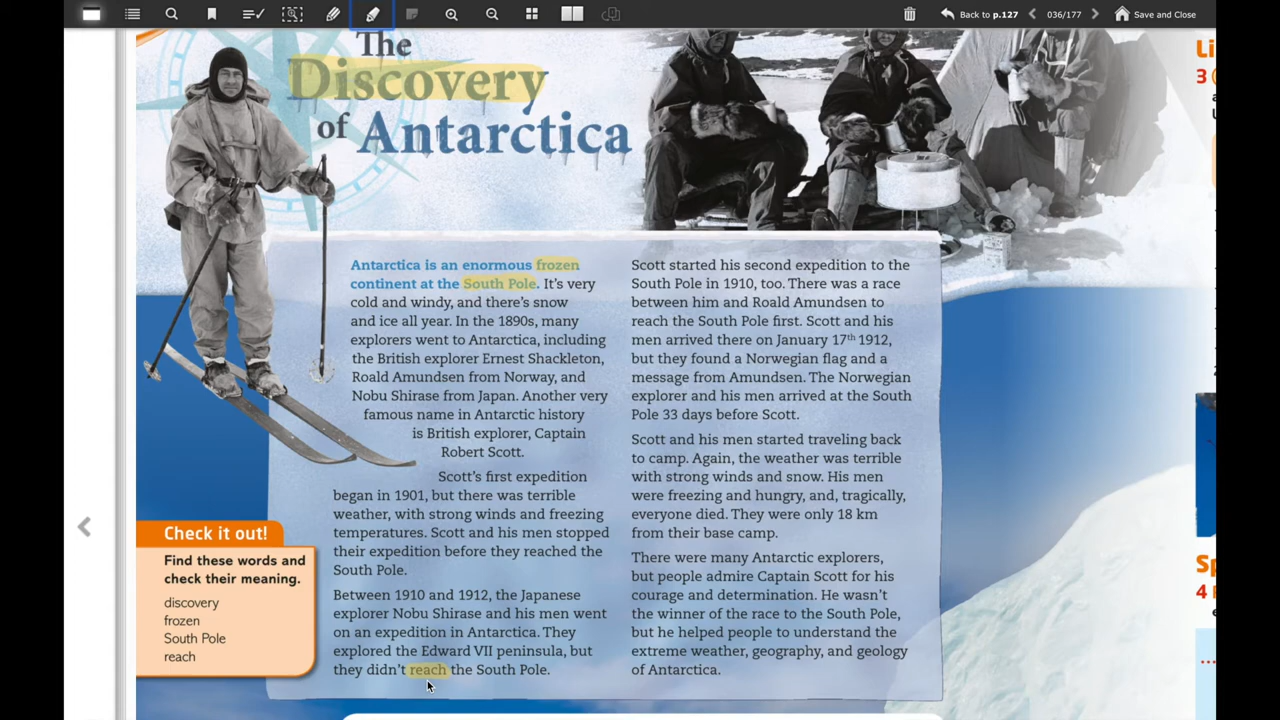 Back to p.127
036/177
Save and Close
The
Discovery
of Antarctica
Antarctica is an enormous frozen
continent at the South Pole. It's very
cold and windy, and there's snow
and ice all year. In the 1890s, many
explorers went to Antarctica, including
the British explorer Ernest Shackleton,
Roald Amundsen from Norway, and
Nobu Shirase from Japan. Another very
famous name in Antarctic history
is British explorer, Captain
Robert Scott.
Scott's first expedition
began in 1901, but there was terrible
weather, with strong winds and freezing
temperatures. Scott and his men stopped
their expedition before they reached the
South Pole.
Between 1910 and 1912, the Japanese
explorer Nobu Shirase and his men went
on an expedition in Antarctica. They
explored the Edward VII peninsula, but
they didn't reach the South Pole.
Scott started his second expedition to the
South Pole in 1910, too. There was a race
between him and Roald Amundsen to
reach the South Pole first. Scott and his
men arrived there on January 17th 1912,
but they found a Norwegian flag and a
message from Amundsen. The Norwegian
explorer and his men arrived at the South
Pole 33 days before Scott.
Scott and his men started traveling back
to camp. Again, the weather was terrible
with strong winds and snow. His men
were freezing and hungry, and, tragically,
everyone died. They were only 18 km
from their base camp.
There were many Antarctic explorers,
but people admire Captain Scott for his
courage and determination. He wasn't
the winner of the race to the South Pole,
but he helped people to understand the
extreme weather, geography, and geology
of Antarctica.
Check it out!
Find these words and
check their meaning.
discovery
frozen
South Pole
reach
Li
3
Sp
4